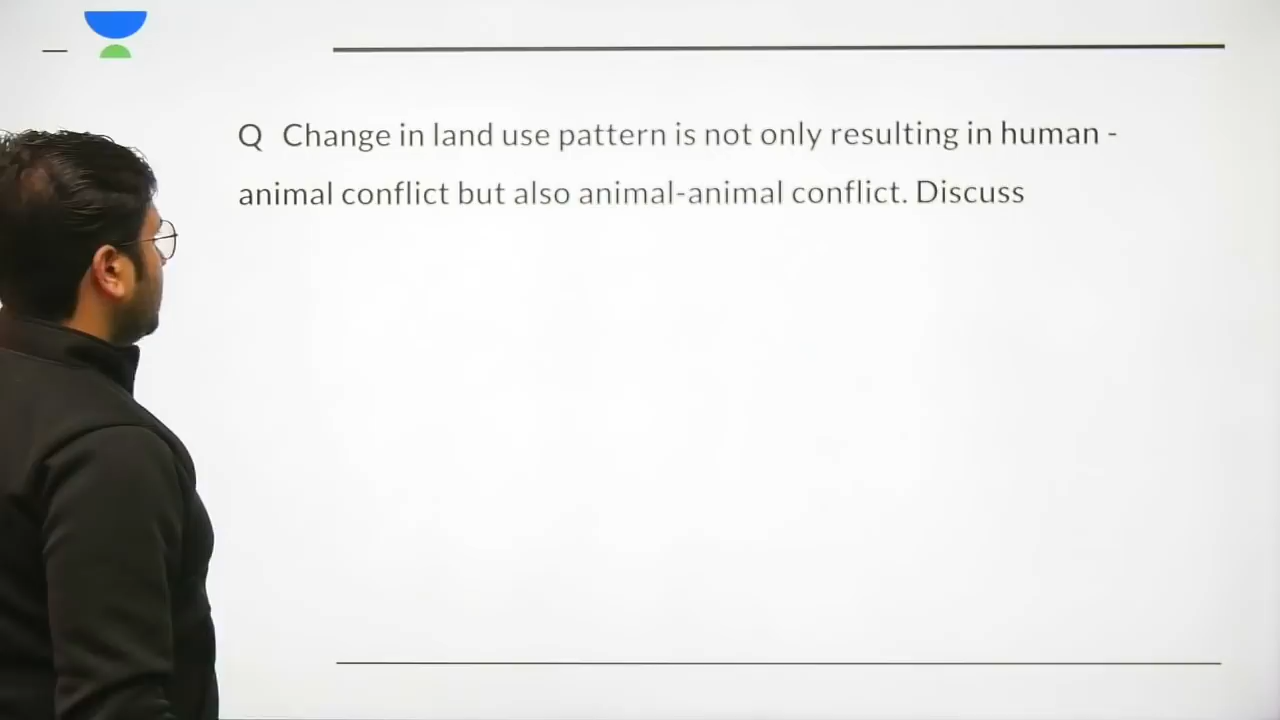 Q Change in land use pattern is not only resulting in human -
animal conflict but also animal-animal conflict. Discuss